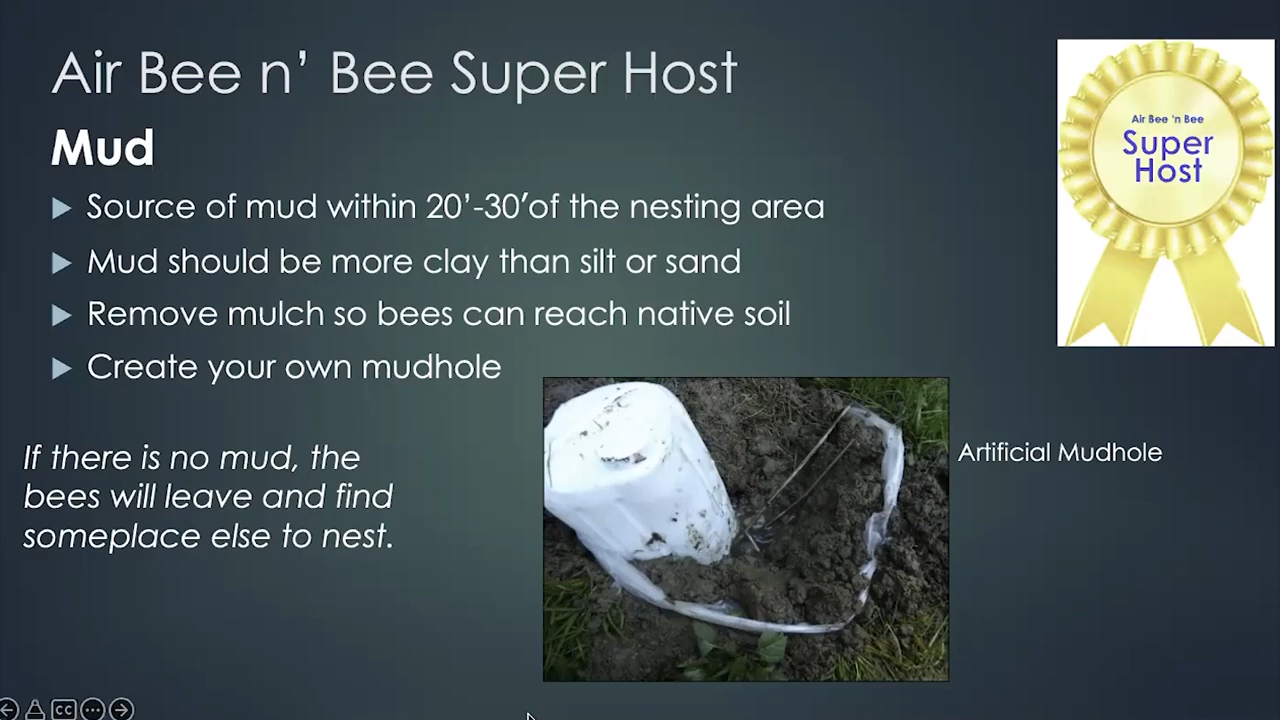 Air Bee n’ Bee Super Host
Mud
Source of mud within 20’-30’of the nesting area
Mud should be more clay than silt or sand
Remove mulch so bees can reach native soil
Create your own mudhole
If there is no mud, the
bees will leave and find
someplace else to nest.
Artificial Mudhole
Air Bee ‘n Bee
Super
Host
CC